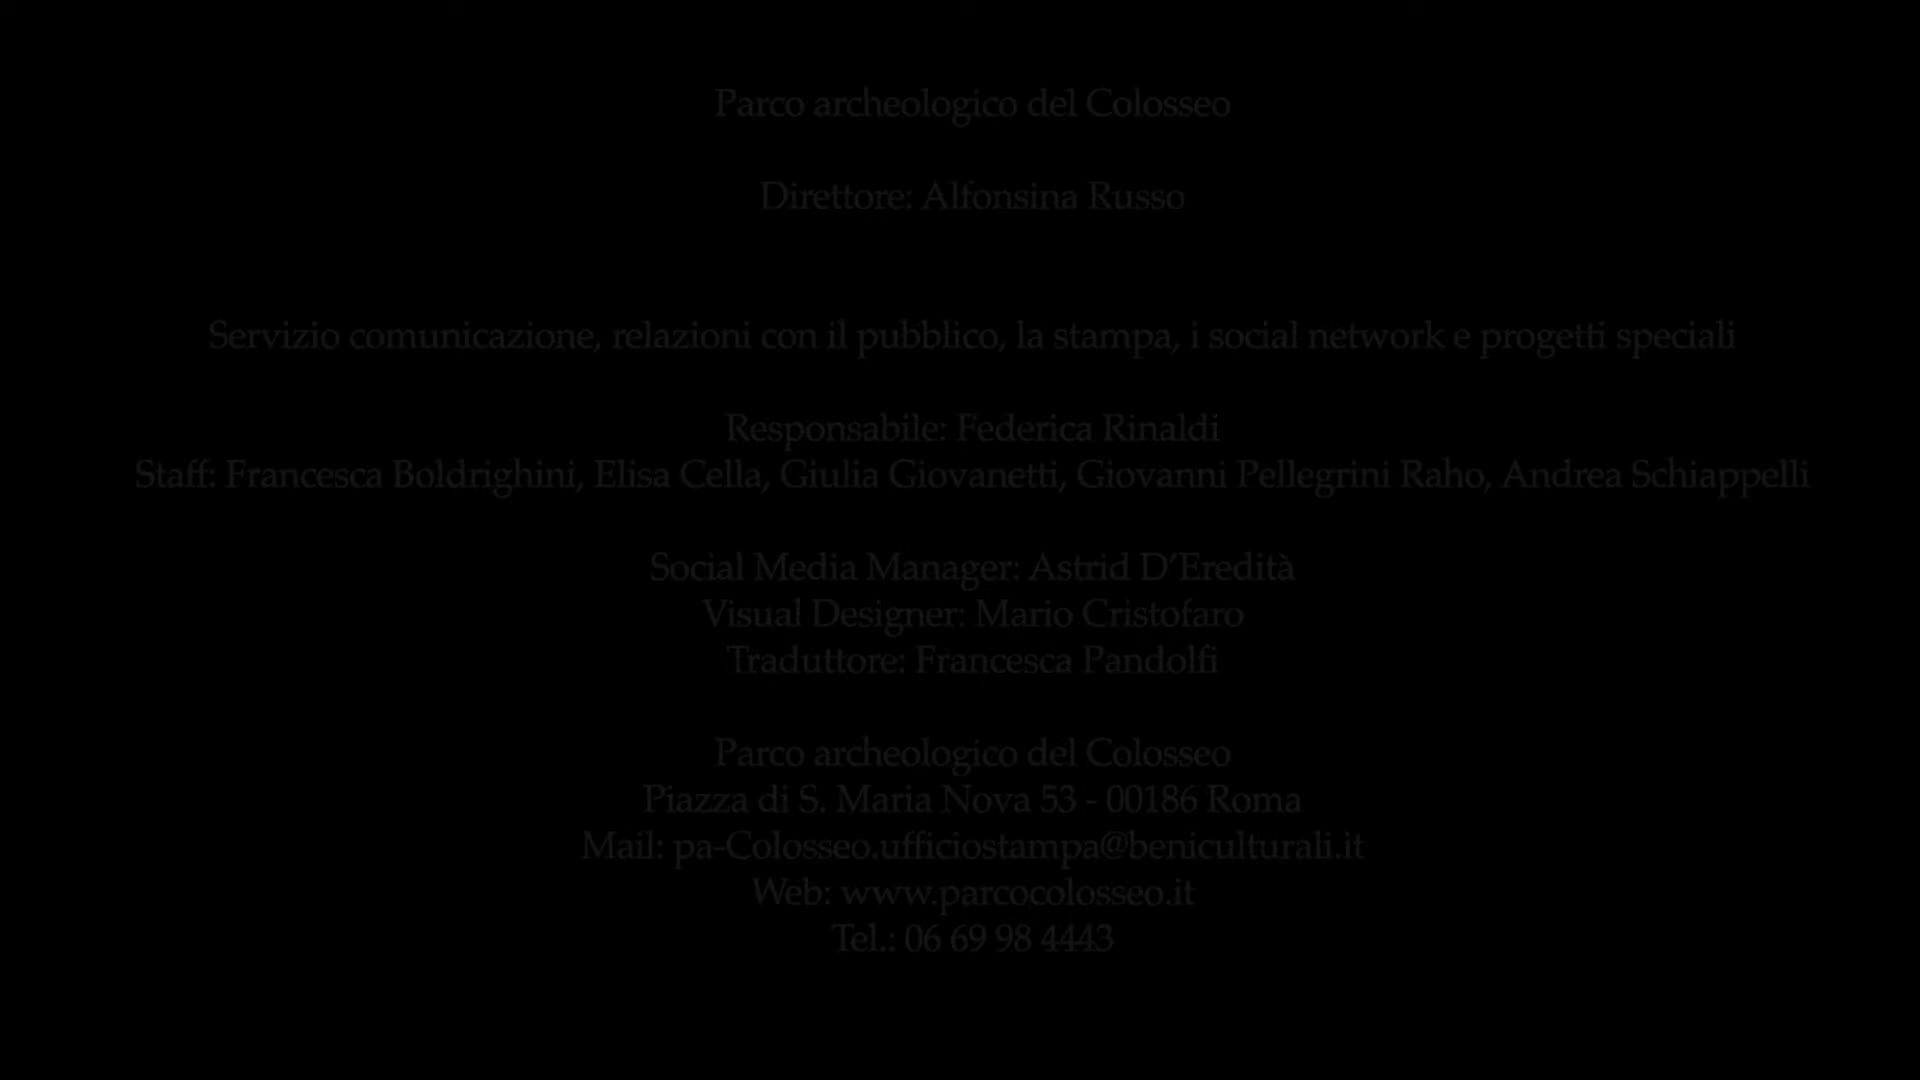 Parco archeologico del Colosseo
Direttore: Alfonsina Russo
Servizio comunicazione, relazioni con il pubblico, la stampa, i social network e progetti speciali
Responsabile: Federica Rinaldi
Staff: Francesca Boldrighini, Elisa Cella, Giulia Giovanetti, Giovanni Pellegrini Raho, Andrea Schiappelli
Social Media Manager: Astrid D’Eredità
Visual Designer: Mario Cristofaro
Traduttore: Francesca Pandolfi
Parco archeologico del Colosseo
Piazza di S. Maria Nova 53 - 00186 Roma
Mail: pa-Colosseo.ufficiostampa@beniculturali.it
Web: www.parcocolosseo.it
Tel.: 06 69 98 4443